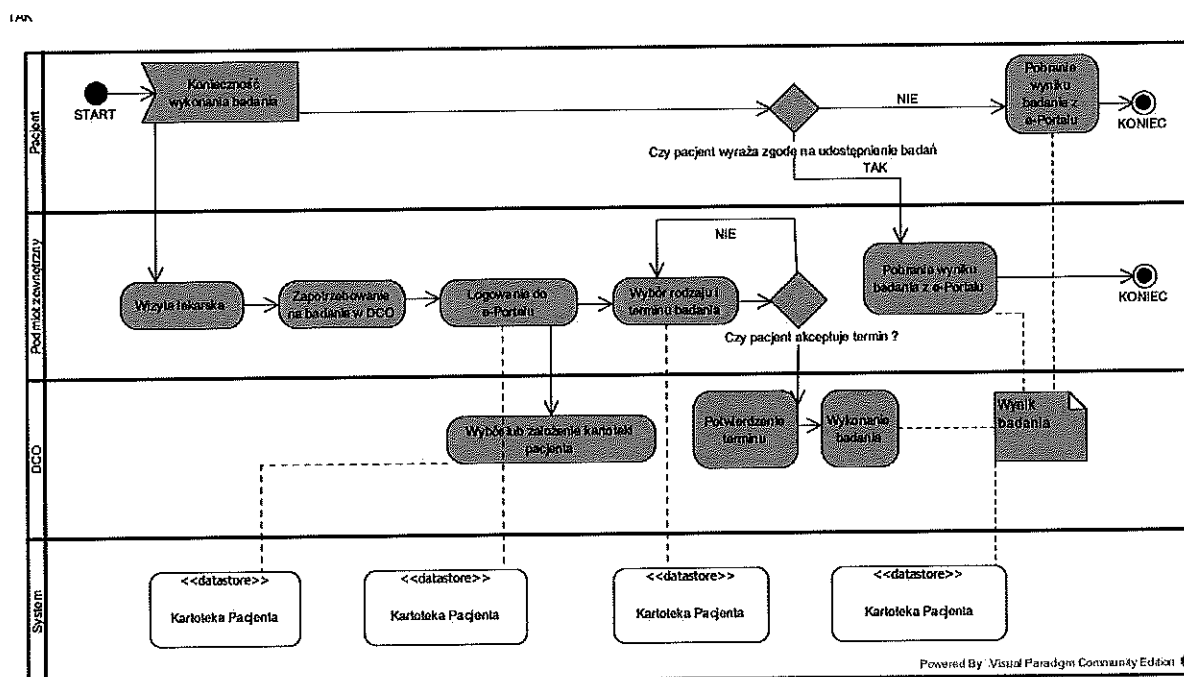 TAK
Pacjent
START
Konieczność
wykonania badania
NIE
Pobranie
wyniku
badania z
e-Portalu
KONIEC
Czy pacjent wyraża zgodę na udostępnienie badań
TAK
Podmiot zewnętrzny
Wizyta lekarska
Zapotrzebowanie
na badania w DCO
Logowanie do
e-Portalu
Wybór rodzaju i
terminu badania
NIE
Czy pacjent akceptuje termin ?
Pobranie wyniku
badania z e-Portalu
KONIEC
DCO
Wybór lub założenie kartoteki
pacjenta
Potwierdzenie
terminu
Wykonanie
badania
Wynik
badania
System
<<datastore>>
Kartoteka Pacjenta
<<datastore>>
Kartoteka Pacjenta
<<datastore>>
Kartoteka Pacjenta
<<datastore>>
Kartoteka Pacjenta
Powered By Visual Paradigm Community Edition